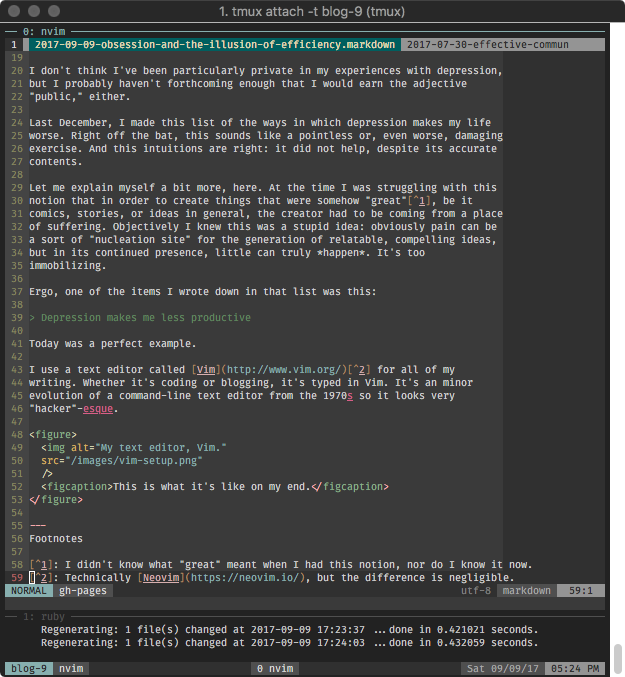 1. tmux attach -t blog-9 (tmux)
0: nvim
1 2017-09-09-obsession-and-the-illusion-of-efficiency.markdown 2017-07-30-effective-commun
19
20 I don't think I've been particularly private in my experiences with depression,
21 but I probably haven't forthcoming enough that I would earn the adjective
22 "public," either.
23
24 Last December, I made this list of the ways in which depression makes my life
25 worse. Right off the bat, this sounds like a pointless or, even worse, damaging
26 exercise. And this intuitions are right: it did not help, despite its accurate
27 contents.
28
29 Let me explain myself a bit more, here. At the time I was struggling with this
30 notion that in order to create things that were somehow "great"[^1], be it
31 comics, stories, or ideas in general, the creator had to be coming from a place
32 of suffering. Objectively I knew this was a stupid idea: obviously pain can be
33 a sort of "nucleation site" for the generation of relatable, compelling ideas,
34 but in its continued presence, little can truly *happen*. It's too
35 immobilizing.
36
37 Ergo, one of the items I wrote down in that list was this:
38
39 > Depression makes me less productive
40
41 Today was a perfect example.
42
43 I use a text editor called [Vim](http://www.vim.org/)[^2] for all of my
44 writing. Whether it's coding or blogging, it's typed in Vim. It's an minor
45 evolution of a command-line text editor from the 1970s so it looks very
46 "hacker"-esque.
47
48 <figure>
49 <img alt="My text editor, Vim."
50 src="/images/vim-setup.png"
51 />
52 <figcaption>This is what it's like on my end.</figcaption>
53 </figure>
54
55 ---
56 Footnotes
57
58 [^1]: I didn't know what "great" meant when I had this notion, nor do I know it now.
59 [^2]: Technically [Neovim](https://neovim.io/), but the difference is negligible.
NORMAL gh-pages utf-8 markdown 59:1
1: ruby
Regenerating: 1 file(s) changed at 2017-09-09 17:23:37 ...done in 0.421021 seconds.
Regenerating: 1 file(s) changed at 2017-09-09 17:24:03 ...done in 0.432059 seconds.
blog-9 nvim 0 nvim Sat 09/09/17 05:24 PM